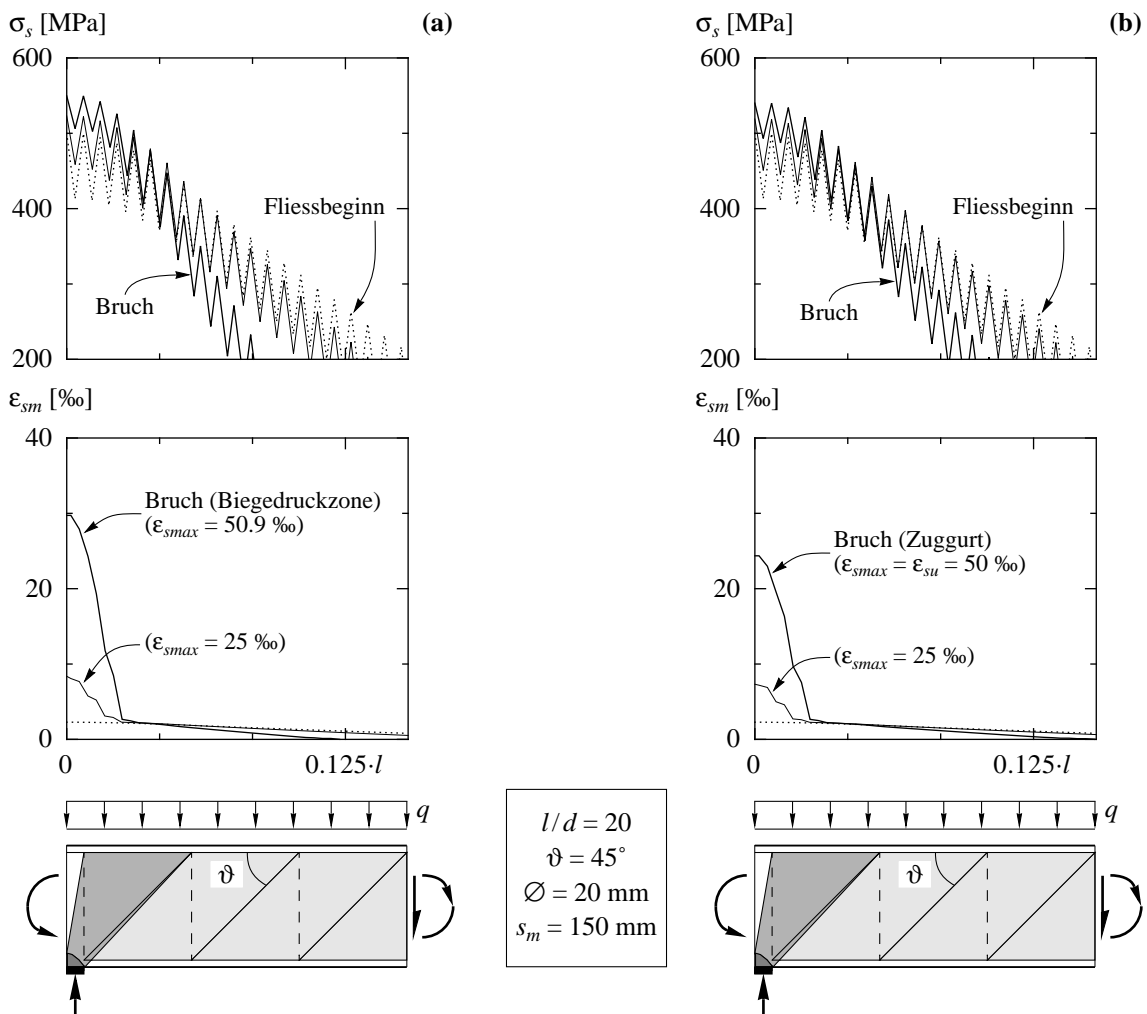 σs [MPa]
(a)
600
400
200
Fliessbeginn
Bruch
εsm [‰]
40
20
0
Bruch (Biegedruckzone)
(εsmax = 50.9 ‰)
(εsmax = 25 ‰)
0
0.125·l
q
ϑ
l/d = 20
ϑ = 45°
∅ = 20 mm
sm = 150 mm
σs [MPa]
(b)
600
400
200
Fliessbeginn
Bruch
εsm [‰]
40
20
0
Bruch (Zuggurt)
(εsmax = εsu = 50 ‰)
(εsmax = 25 ‰)
0
0.125·l
q
ϑ